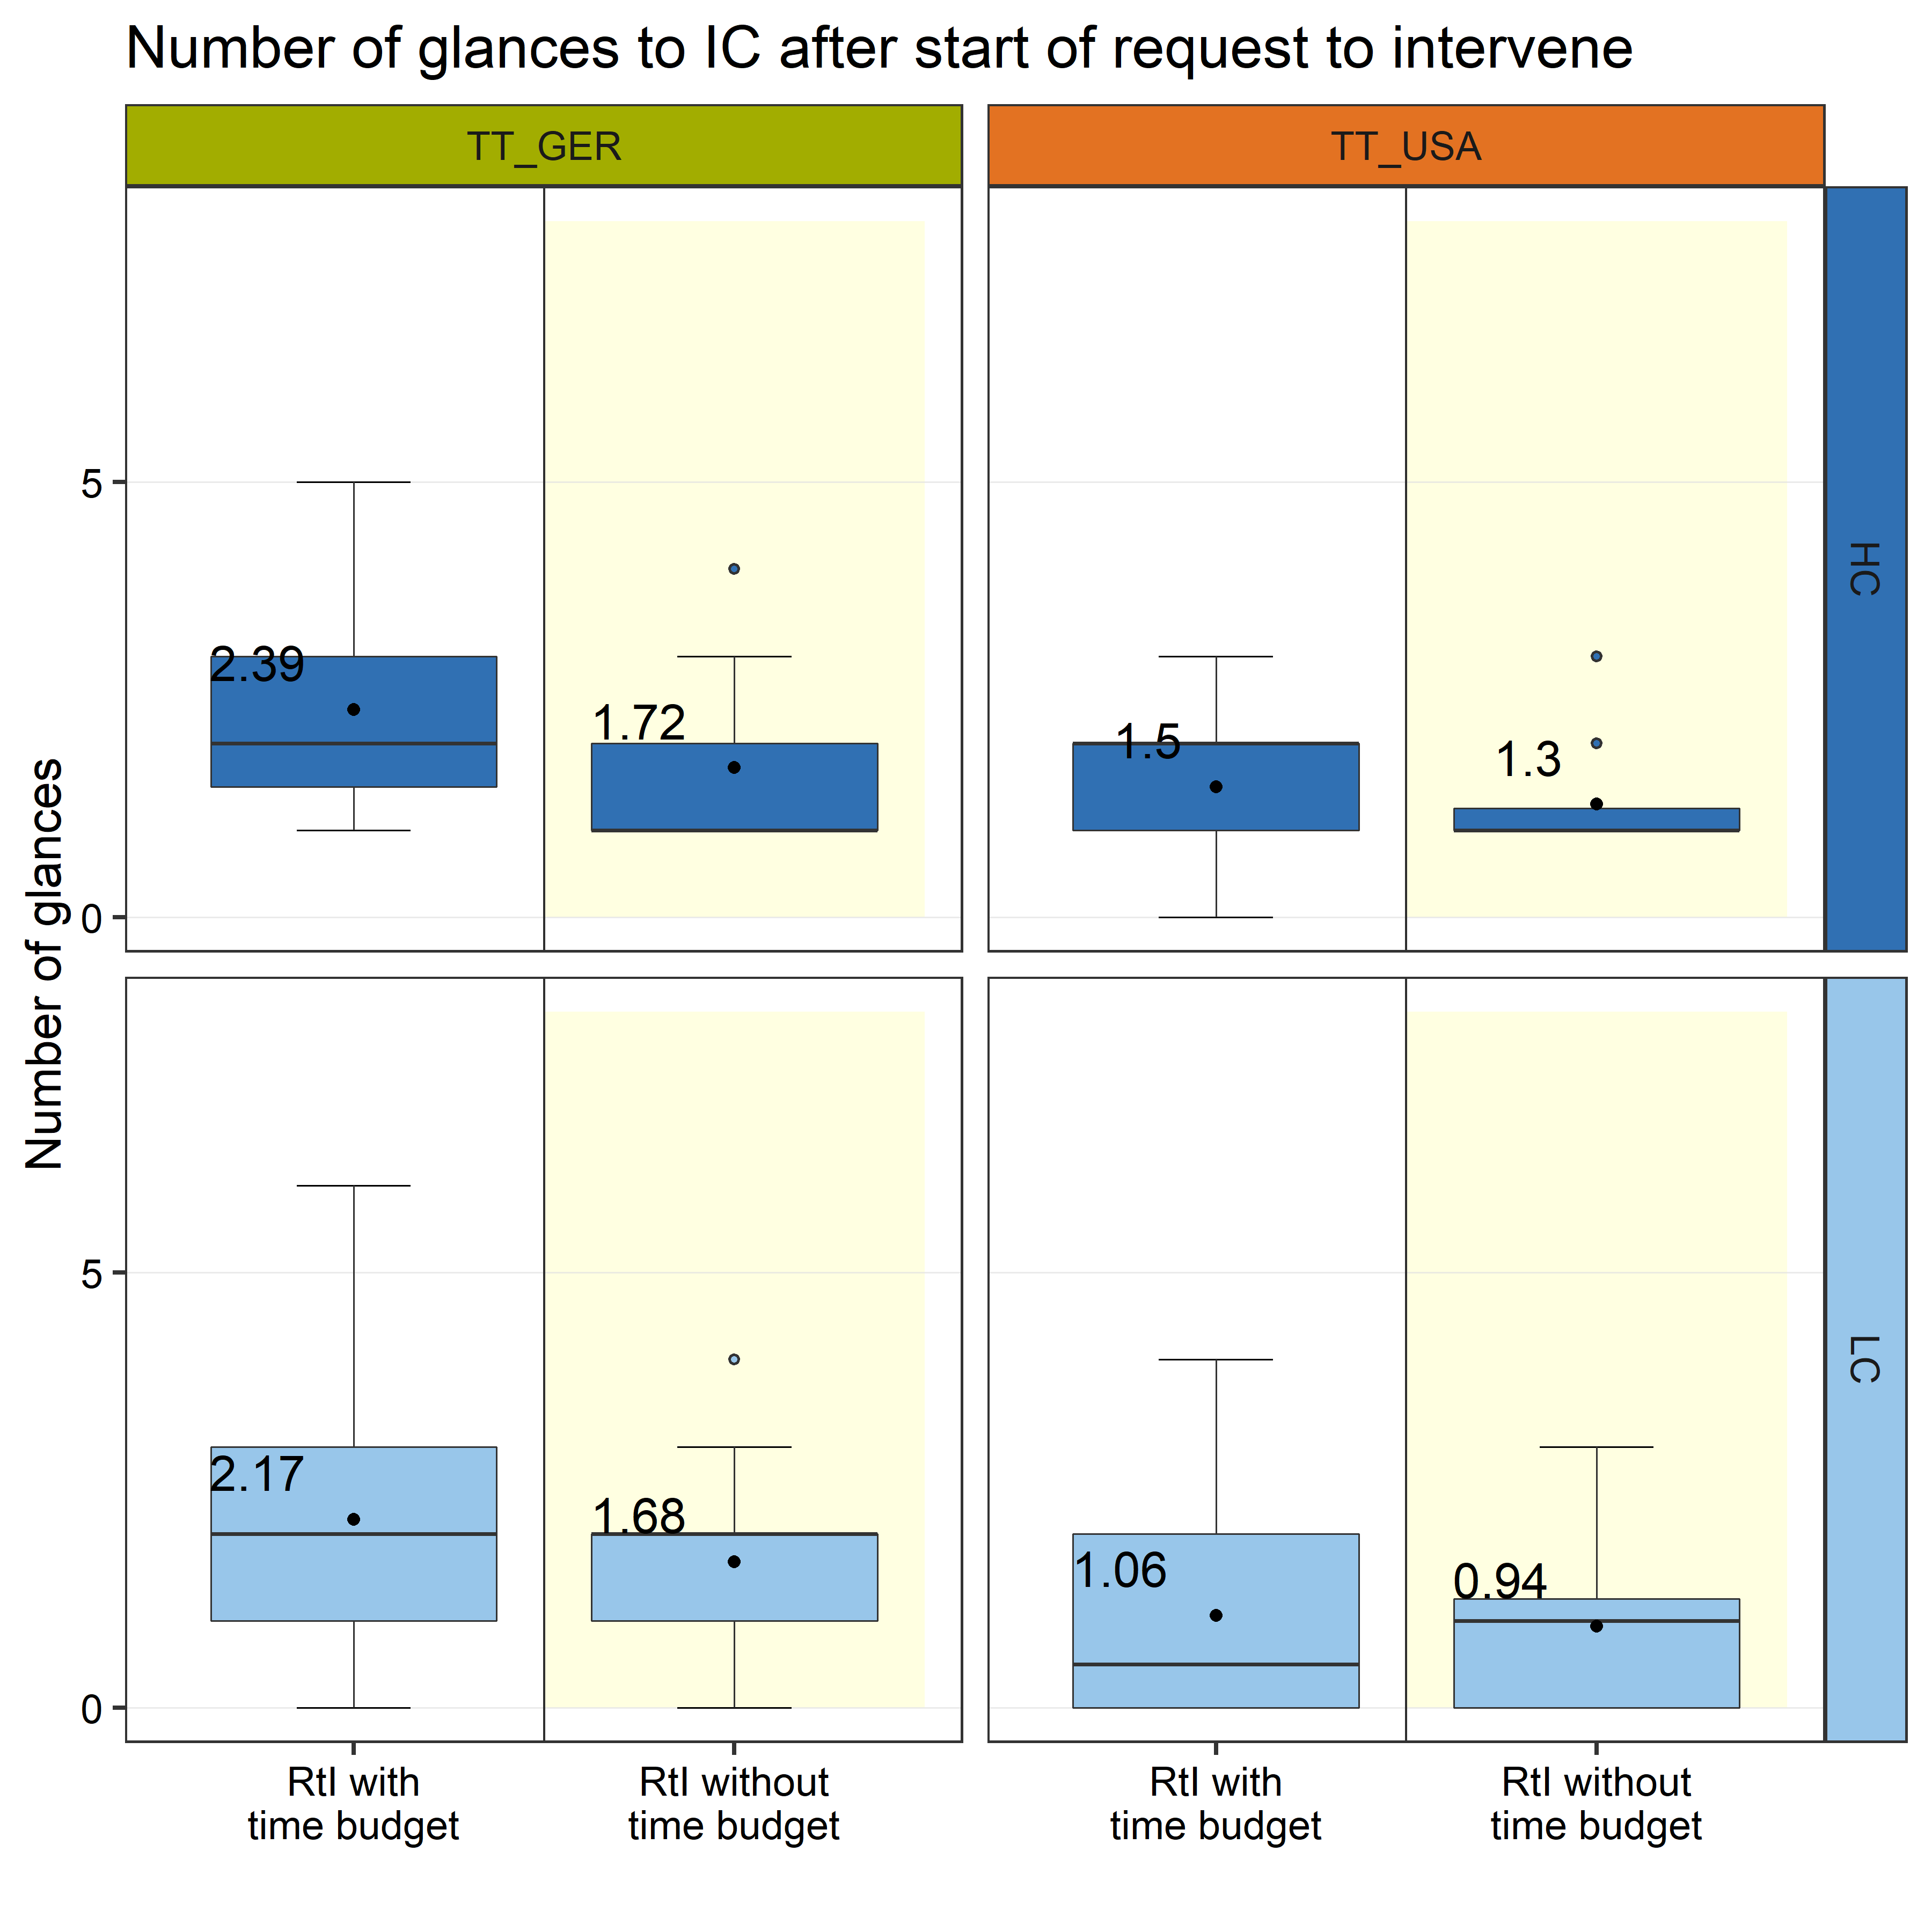 Number of glances to IC after start of request to intervene
TT_GER
TT_USA
Number of glances
5
0
2.39
1.72
1.5
1.3
HC
5
0
2.17
1.68
1.06
0.94
LC
RtI with
time budget
RtI without
time budget
RtI with
time budget
RtI without
time budget